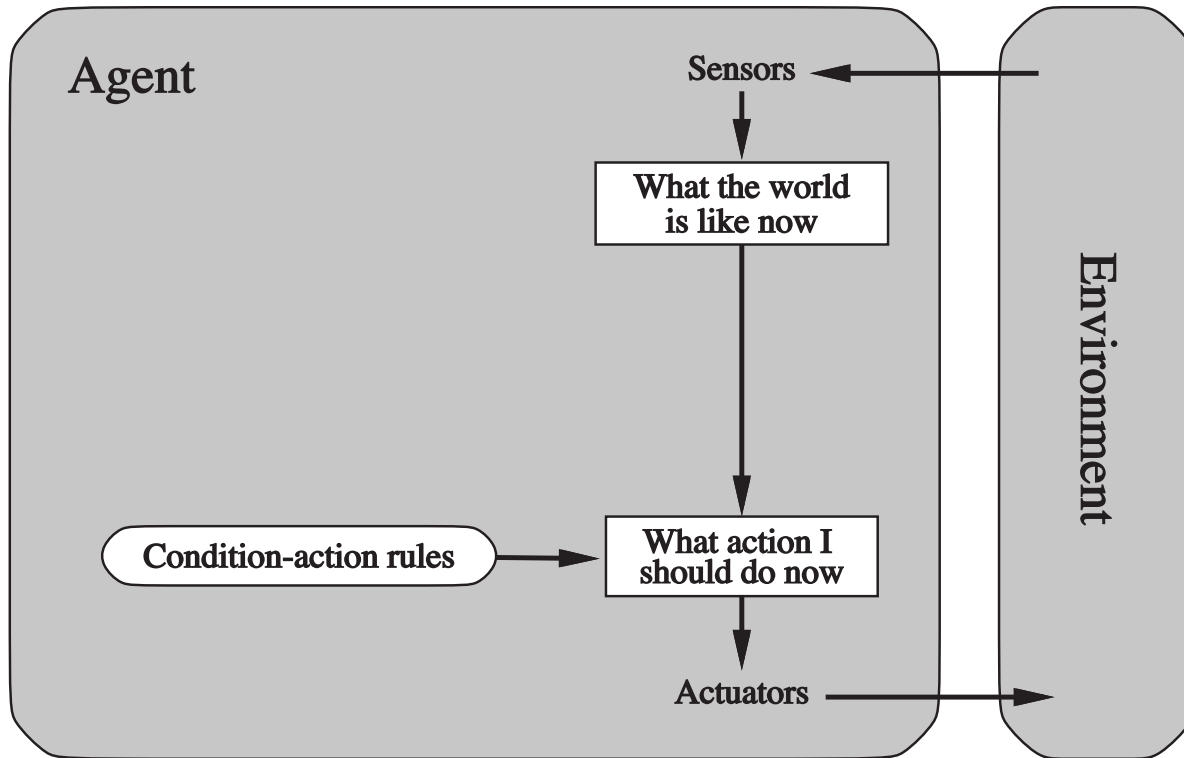 Agent
Sensors
What the world
is like now
Environment
Condition-action rules
What action I
should do now
Actuators